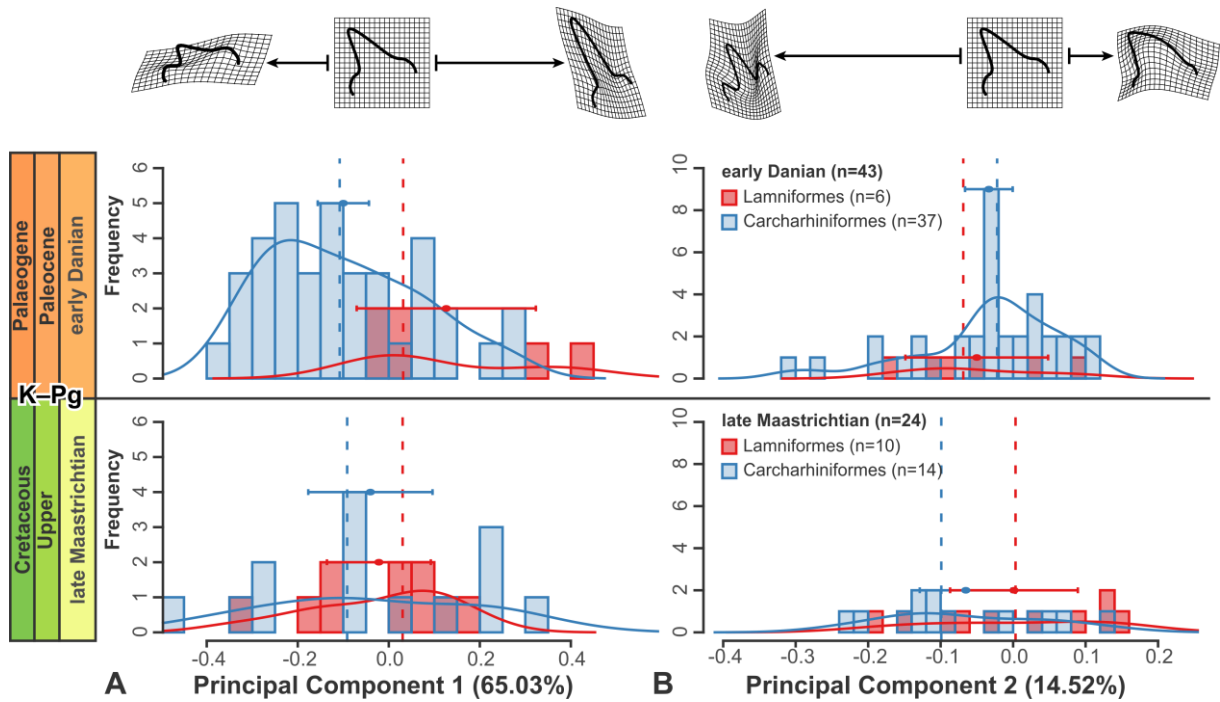 Palaeogene
Paleocene
early Danian
K–Pg
Cretaceous
Upper
late Maastrichtian
Frequency
6
5
4
3
2
1
0
10
8
6
4
2
0
early Danian (n=43)
Lamniformes (n=6)
Carcharhiniformes (n=37)
Frequency
6
5
4
3
2
1
0
10
8
6
4
2
0
late Maastrichtian (n=24)
Lamniformes (n=10)
Carcharhiniformes (n=14)
-0.4 -0.2 0.0 0.2 0.4
-0.4 -0.3 -0.2 -0.1 0.0 0.1 0.2
A Principal Component 1 (65.03%)
B Principal Component 2 (14.52%)